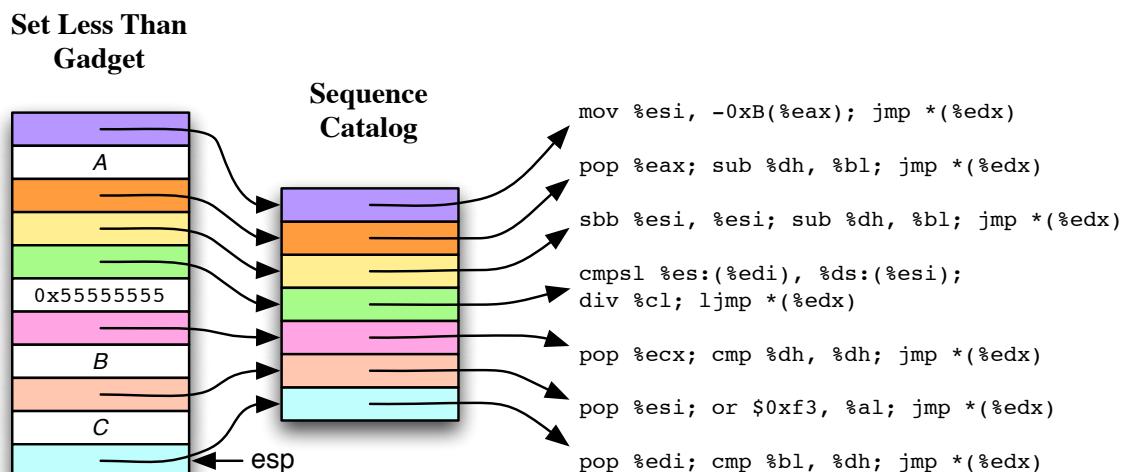 Set Less Than
Gadget
A
0x55555555
B
C
esp
Sequence
Catalog
mov %esi, -0xB(%eax); jmp *(%edx)
pop %eax; sub %dh, %bl; jmp *(%edx)
sbb %esi, %esi; sub %dh, %bl; jmp *(%edx)
cmpsl %es:(%edi), %ds:(%esi);
div %cl; ljmp *(%edx)
pop %ecx; cmp %dh, %dh; jmp *(%edx)
pop %esi; or $0xf3, %al; jmp *(%edx)
pop %edi; cmp %bl, %dh; jmp *(%edx)